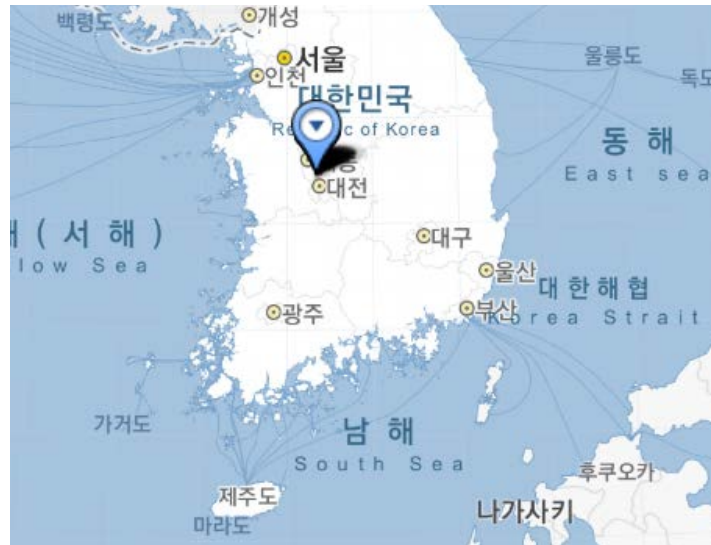 개성
백령도
서울
울릉도
인천
독도
대한민국
Republic of Korea
동해
East sea
대전
해 ( 서 해 )
low Sea
대구
울산
대 한 해 협
부산
Korea Strait
광주
가거도
남 해
South Sea
후쿠오카
제주도
나가사키
마라도